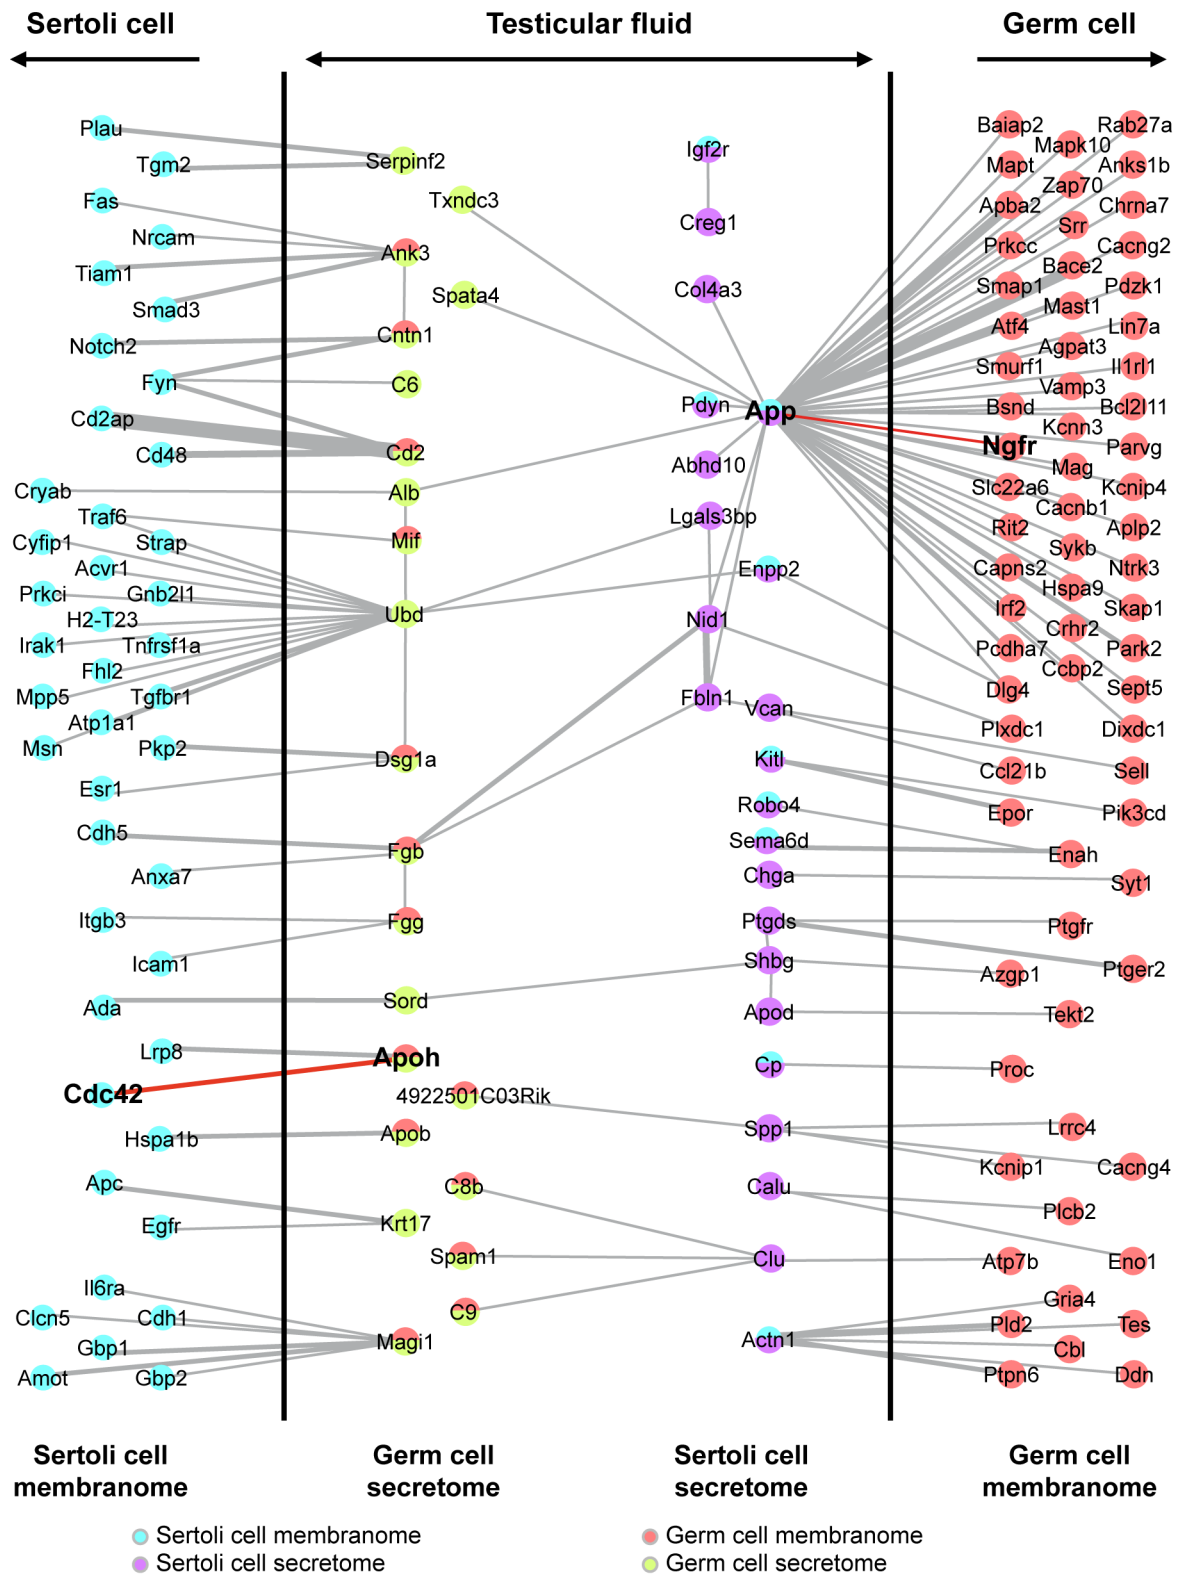 Sertoli cell
Testicular fluid
Germ cell
Plau
Tgm2
Fas
Nrcam
Tiam1
Smad3
Notch2
Fyn
Cd2ap
Cd48
Cryab
Traf6
Cyfip1
Strap
Acvr1
Prkci
Gnb2l1
H2-T23
Irak1
Tnfrsf1a
Fhl2
Mpp5
Tgfbr1
Atp1a1
Msn
Pkp2
Esr1
Cdh5
Anxa7
Itgb3
Icam1
Ada
Lrp8
Cdc42
Hspa1b
Apc
Egfr
Il6ra
Clcn5
Cdh1
Gbp1
Amot
Gbp2
Serpinf2
Txndc3
Ank3
Spata4
Cntn1
C6
Cd2
Alb
Mif
Ubd
Dsg1a
Fgb
Fgg
Sord
Apoh
4922501C03Rik
Apob
C8b
Krt17
Spam1
C9
Magi1
Igf2r
Creg1
Col4a3
Pdyn
App
Abhd10
Lgals3bp
Enpp2
Nid1
Fbln1
Vcan
Kitl
Robo4
Sema6d
Chga
Ptgds
Shbg
Apod
Cp
Spp1
Calu
Clu
Actn1
Baiap2
Rab27a
Mapk10
Mapt
Anks1b
Zap70
Apba2
Chrna7
Srr
Prkcc
Cacng2
Bace2
Smap1
Pdzk1
Mast1
Atf4
Lin7a
Agpat3
Smurf1
Il1rl1
Vamp3
Bsnd
Bcl2l11
Kcnn3
Ngfr
Parvg
Mag
Slc22a6
Kcnip4
Cacnb1
Rit2
Aplp2
Sykb
Capns2
Ntrk3
Hspa9
Irf2
Skap1
Crhr2
Pcdha7
Park2
Ccbp2
Dlg4
Sept5
Plxdc1
Dixdc1
Ccl21b
Sell
Epor
Pik3cd
Enah
Syt1
Ptgfr
Azgp1
Ptger2
Tekt2
Proc
Lrrc4
Kcnip1
Cacng4
Plcb2
Atp7b
Eno1
Gria4
Pld2
Tes
Cbl
Ptpn6
Ddn
Sertoli cell
membranome
Germ cell
secretome
Sertoli cell
secretome
Germ cell
membranome
Sertoli cell membranome
Sertoli cell secretome
Germ cell membranome
Germ cell secretome